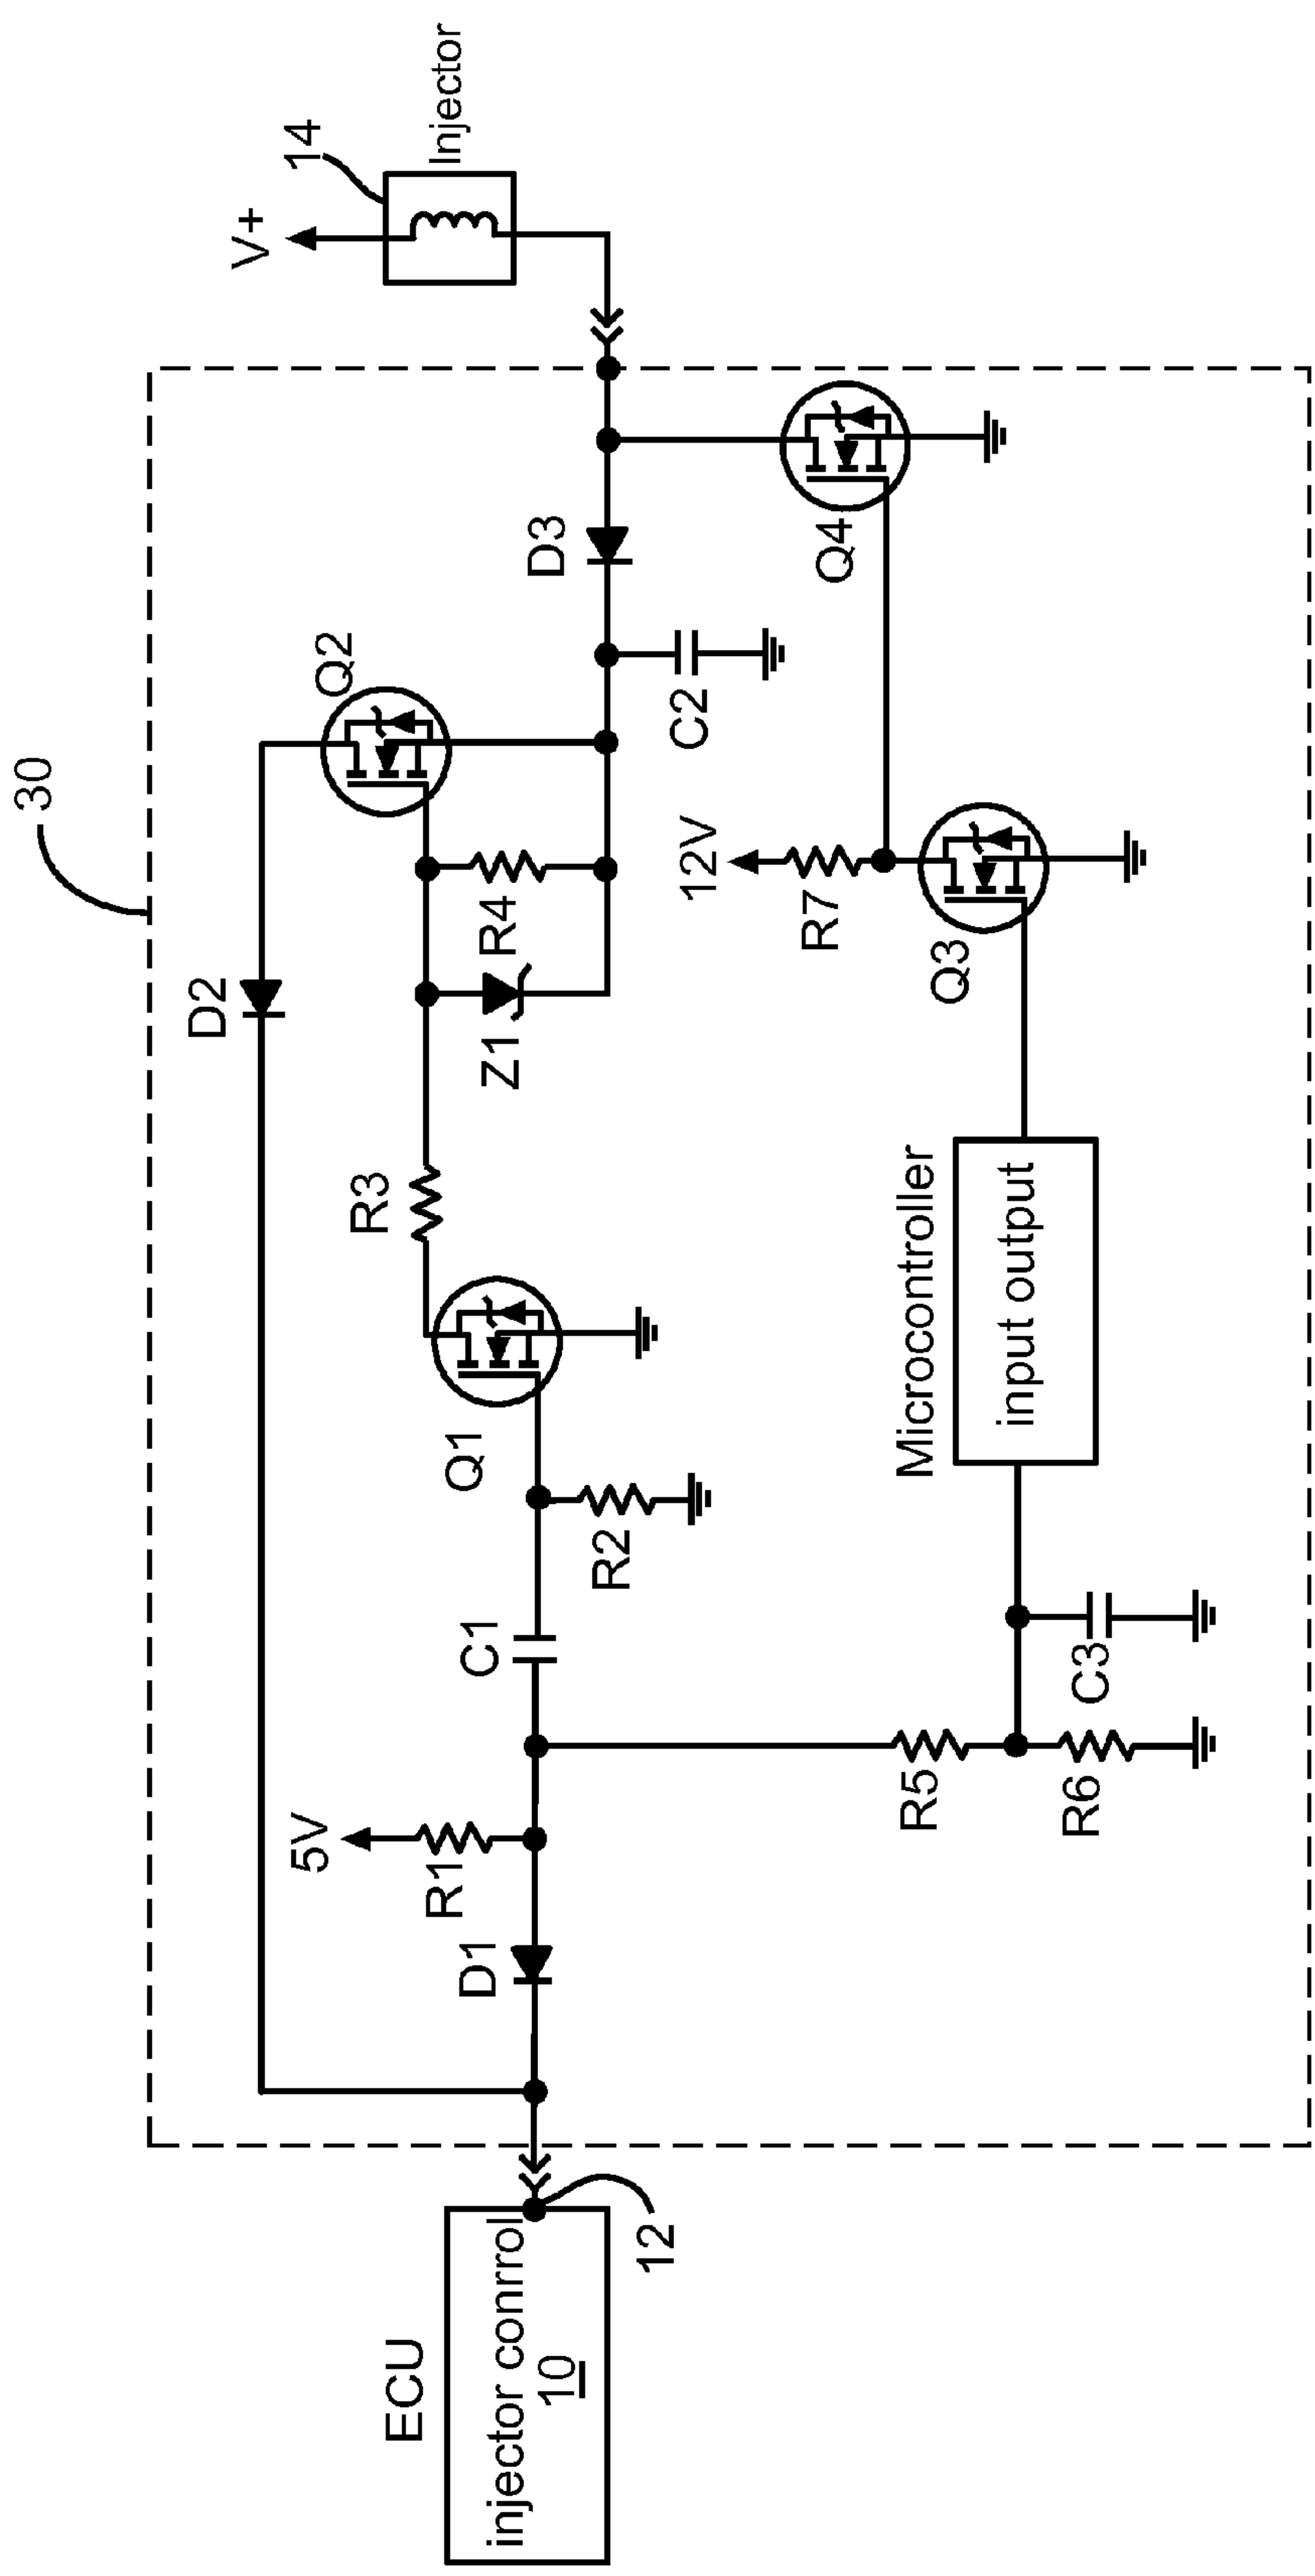 30
ECU
injector conrrol
10
12
D2
5V
R1
D1
C1
R2
Q1
R3
Z1
R4
Q2
C2
D3
V+
14
Injector
R5
R6
C3
Microcontroller
input output
12V
R7
Q3
Q4